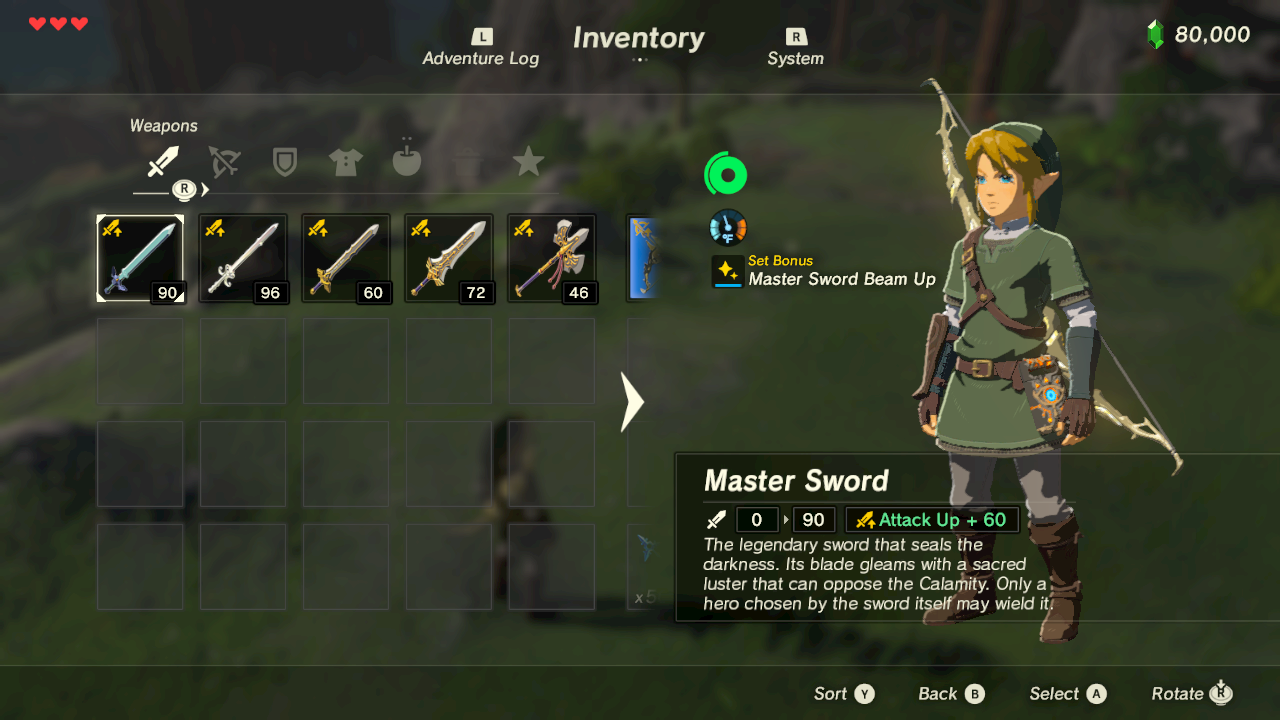 L
Adventure Log
Inventory
R
System
80,000
Weapons
R
90
96
60
72
46
°F
Set Bonus
Master Sword Beam Up
Master Sword
0
90
Attack Up + 60
The legendary sword that seals the
darkness. Its blade gleams with a sacred
luster that can oppose the Calamity. Only a
hero chosen by the sword itself may wield it.
x5
Sort Y
Back B
Select A
Rotate R